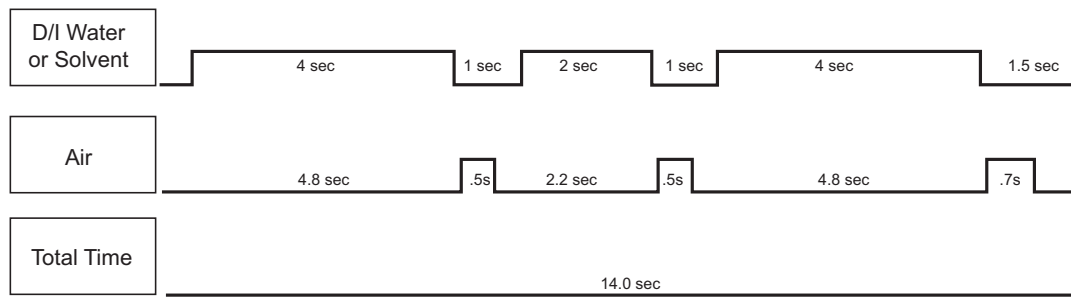 D/I Water
or Solvent
4 sec
1 sec
2 sec
1 sec
4 sec
1.5 sec
Air
4.8 sec
.5s
2.2 sec
.5s
4.8 sec
.7s
Total Time
14.0 sec